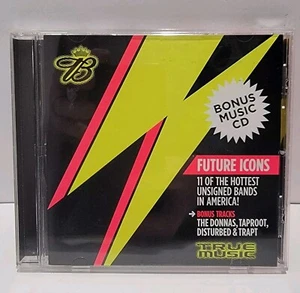 B
BONUS
MUSIC
CD
FUTURE ICONS
11 OF THE HOTTEST
UNSIGNED BANDS
IN AMERICA!
BONUS TRACKS
THE DONNAS, TAPROOT,
DISTURBED & TRAPT
TRUE
MUSIC